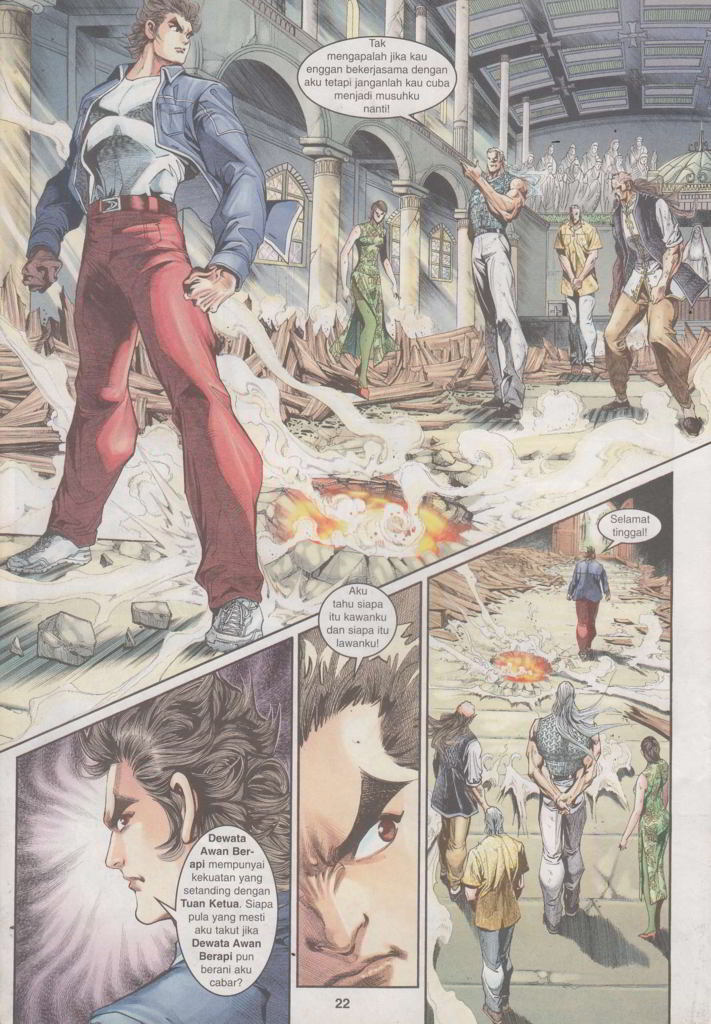 Tak
mengapalah jika kau
enggan bekerjasama dengan
aku tetapi janganlah kau cuba
menjadi musuhku
nanti!
Dewata
Awan Ber-
api mempunyai
kekuatan yang
setanding dengan
Tuan Ketua. Siapa
pula yang mesti
aku takut jika
Dewata Awan
Berapi pun
berani aku
cabar?
Aku
tahu siapa
itu kawanku
dan siapa itu
lawanku!
Selamat
tinggal!
22